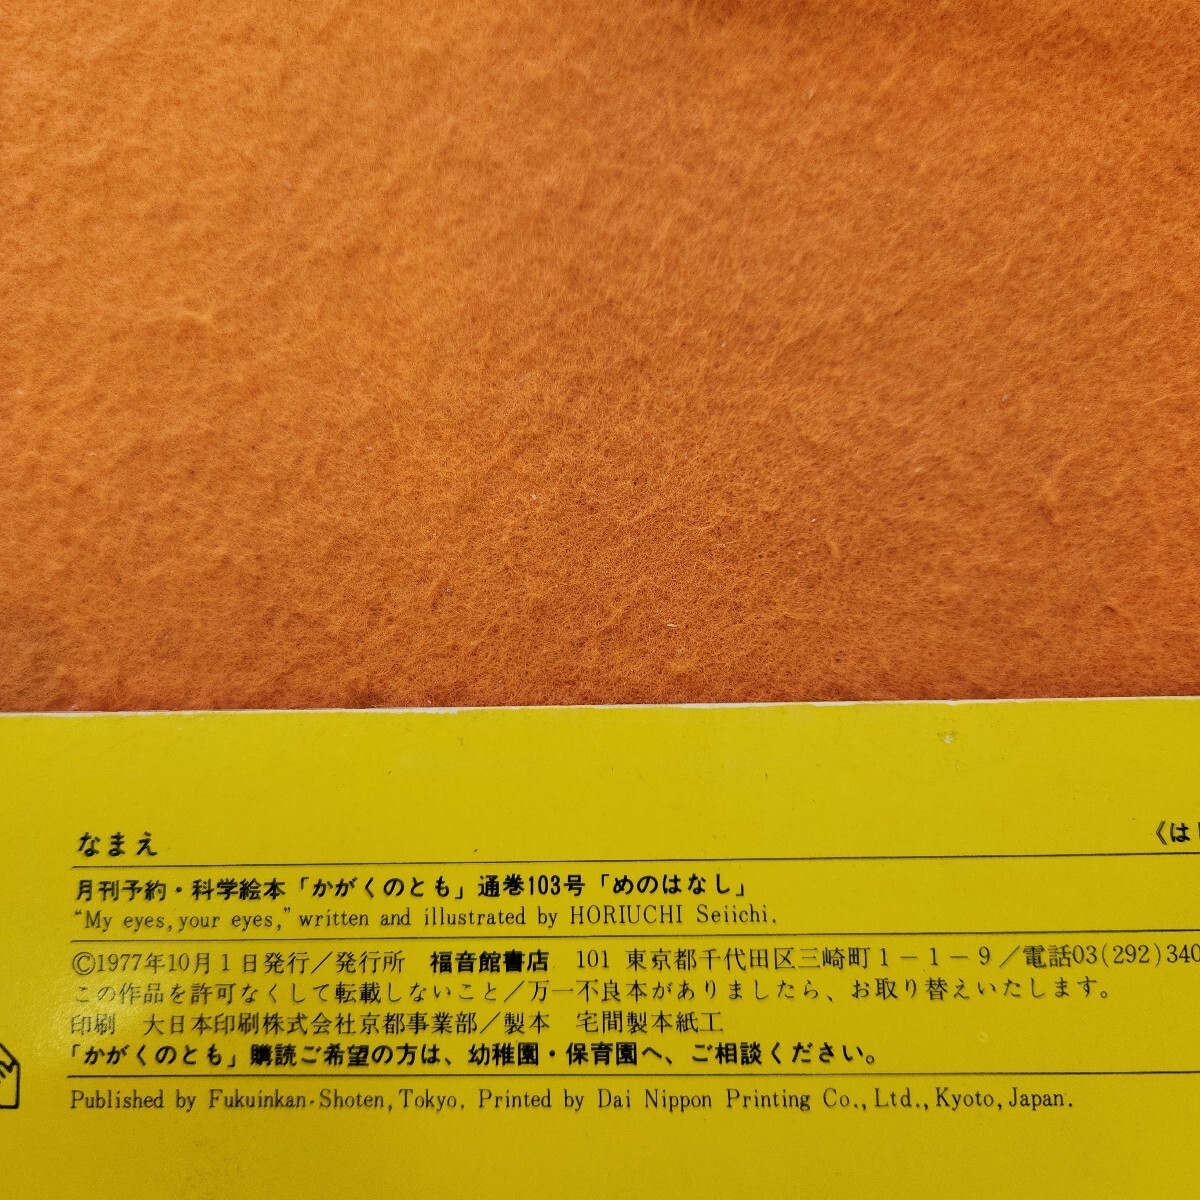 なまえ
《は
月刊予約・科学絵本「かがくのとも」通巻103号「めのはなし」
“My eyes, your eyes,” written and illustrated by HORIUCHI Seiichi.
©1977年10月1日発行／発行所 福音館書店 101 東京都千代田区三崎町1－1－9／電話03(292)340
この作品を許可なくして転載しないこと／万一不良本がありましたら、お取り替えいたします。
印刷 大日本印刷株式会社京都事業部／製本 宅間製本紙工
「かがくのとも」購読ご希望の方は、幼稚園・保育園へ、ご相談ください。
Published by Fukuinkan-Shoten, Tokyo. Printed by Dai Nippon Printing Co., Ltd., Kyoto, Japan.